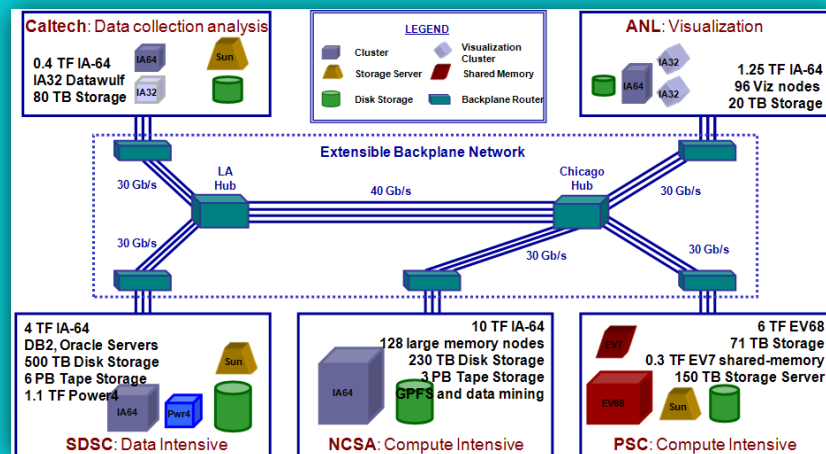 Caltech: Data collection analysis
0.4 TF IA-64
IA32 Datawulf
80 TB Storage
IA64
IA32
Sun
LEGEND
Cluster
Visualization
Cluster
Storage Server
Shared Memory
Disk Storage
Backplane Router
ANL: Visualization
IA64
IA32
IA32
1.25 TF IA-64
96 Viz nodes
20 TB Storage
Extensible Backplane Network
30 Gb/s
LA
Hub
40 Gb/s
Chicago
Hub
30 Gb/s
30 Gb/s
30 Gb/s
30 Gb/s
4 TF IA-64
DB2, Oracle Servers
500 TB Disk Storage
6 PB Tape Storage
1.1 TF Power4
Sun
IA64
Pwr4
SDSC: Data Intensive
10 TF IA-64
128 large memory nodes
230 TB Disk Storage
3 PB Tape Storage
GPFS and data mining
IA64
NCSA: Compute Intensive
6 TF EV68
71 TB Storage
0.3 TF EV7 shared-memory
150 TB Storage Server
EV7
EV68
Sun
PSC: Compute Intensive